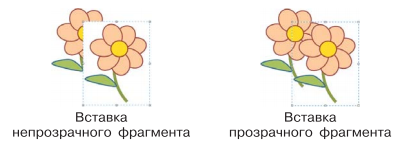 Вставка
непрозрачного фрагмента
Вставка
прозрачного фрагмента